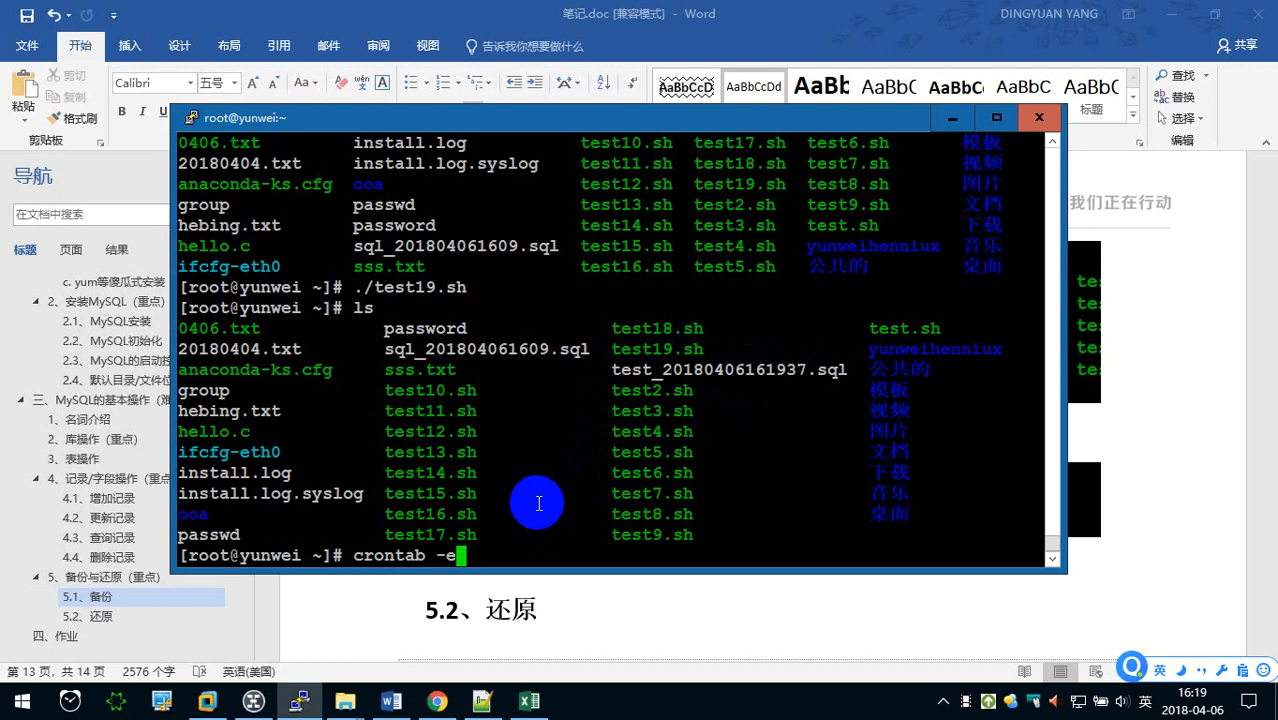 笔记.doc [兼容模式] - Word
DINGYUAN YANG
文件 开始 插入 设计 布局 引用 邮件 审阅 视图 告诉我你想要做什么 共享
粘贴 剪切 复制 格式刷
Calibri 五号 Aa wén
B I U
AaBbCcD AaBbCcDd AaBb AaBbC AaBbCc AaBbC AaBbC
标题
查找 替换 选择
剪贴板 编辑
导航
在文档中搜索
标题 页面 结果
c. yum等傻瓜式安装
2、安装MySQL（重点）
2.1、MySQL安装
2.2、MySQL初始化
2.3、MySQL的启动控
2.4、默认目录/文件位
三、MySQL的基本操作（难
1、名词介绍
2、库操作（重点）
3、表操作
4、记录/字段操作（重点
4.1、增加记录
4.2、更新记录
4.3、查询记录
4.4、删除记录
5、备份与还原（重点）
5.1、备份
5.2、还原
四、作业
我们正在行动
root@yunwei:~
0406.txt install.log test10.sh test17.sh test6.sh 模板
20180404.txt install.log.syslog test11.sh test18.sh test7.sh 视频
anaconda-ks.cfg ooa test12.sh test19.sh test8.sh 图片
group passwd test13.sh test2.sh test9.sh 文档
hebing.txt password test14.sh test3.sh test.sh 下载
hello.c sql_201804061609.sql test15.sh test4.sh yunweihenniux 音乐
ifcfg-eth0 sss.txt test16.sh test5.sh 公共的 桌面
[root@yunwei ~]# ./test19.sh
[root@yunwei ~]# ls
0406.txt password test18.sh test.sh
20180404.txt sql_201804061609.sql test19.sh yunweihenniux
anaconda-ks.cfg sss.txt test_20180406161937.sql 公共的
group test10.sh test2.sh 模板
hebing.txt test11.sh test3.sh 视频
hello.c test12.sh test4.sh 图片
ifcfg-eth0 test13.sh test5.sh 文档
install.log test14.sh test6.sh 下载
install.log.syslog test15.sh test7.sh 音乐
ooa test16.sh test8.sh 桌面
passwd test17.sh test9.sh
[root@yunwei ~]# crontab -e
tes
tes
tes
tes
tes
5.2、还原
第 13 页，共 14 页 2576 个字 英语(美国)
英
英 16:19
2018-04-06